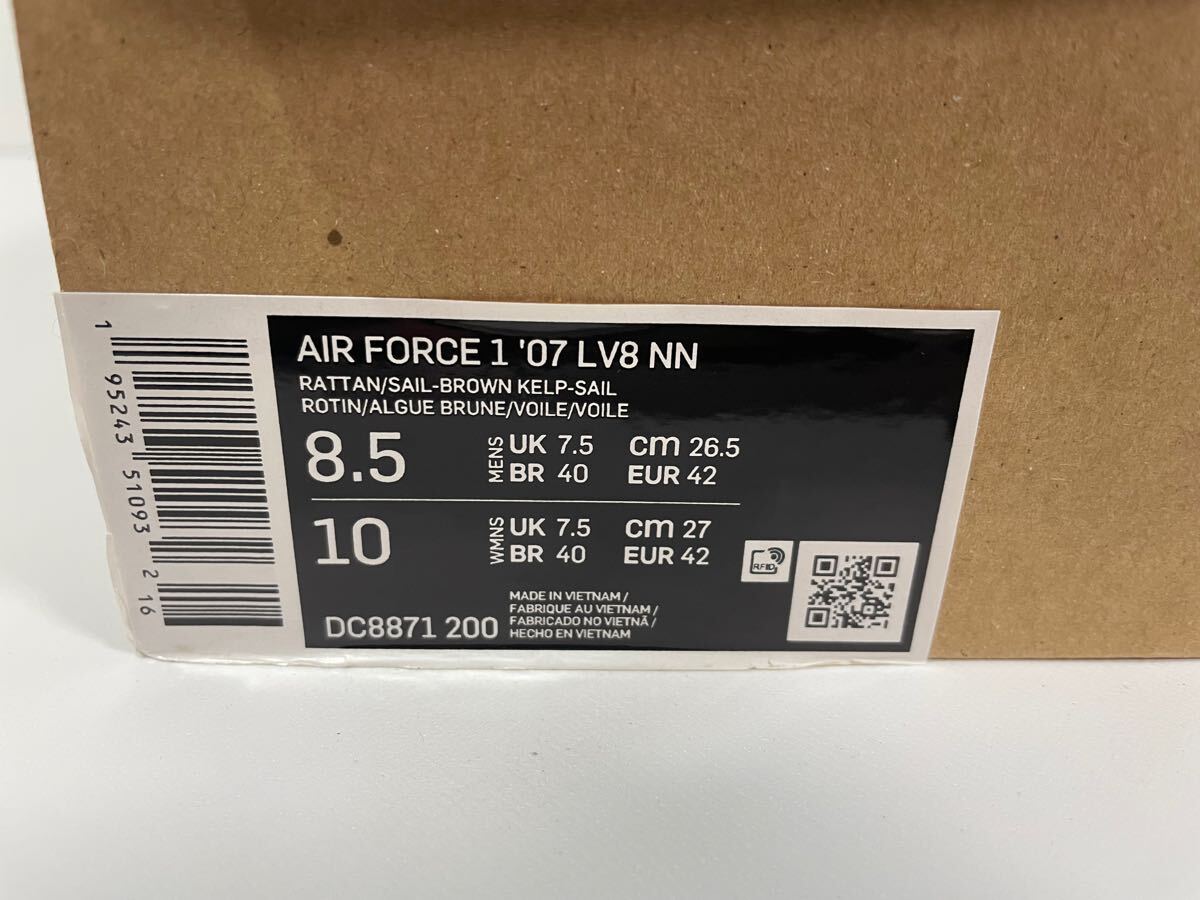 AIR FORCE 1 '07 LV8 NN
RATTAN/SAIL-BROWN KELP-SAIL
ROTIN/ALGUE BRUNE/VOILE/VOILE
8.5 MENS UK 7.5 cm 26.5
BR 40 EUR 42
10 WMNS UK 7.5 cm 27
BR 40 EUR 42
RFID
DC8871 200
MADE IN VIETNAM /
FABRIQUE AU VIETNAM /
FABRICADO NO VIETNÃ /
HECHO EN VIETNAM
1 95243 51093 2 16